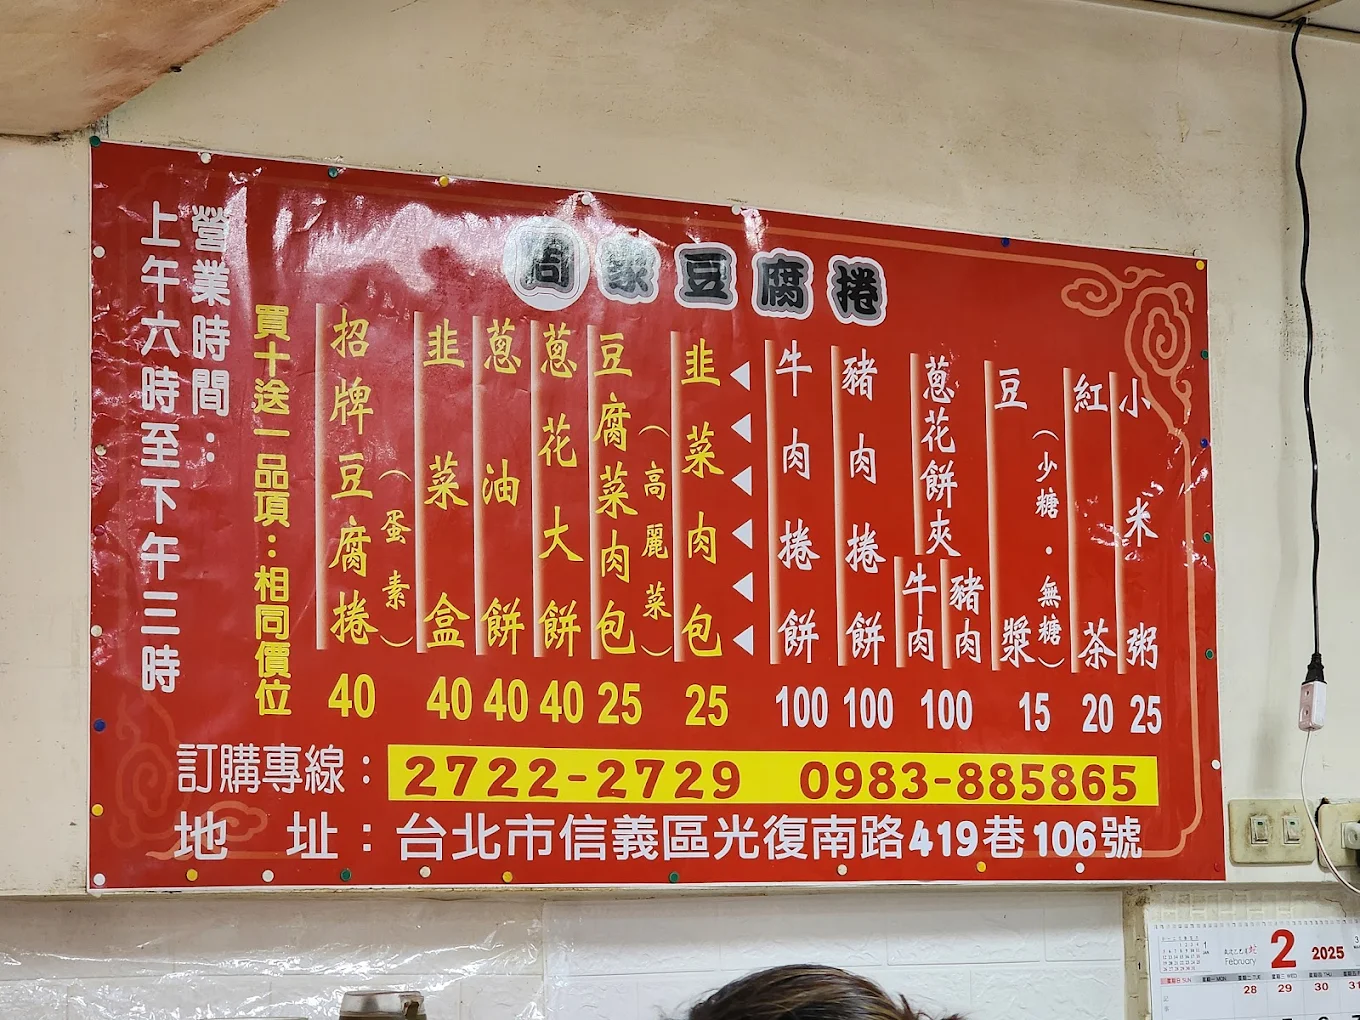 周家豆腐捲
營業時間：
上午六時至下午三時
買十送一品項：相同價位
招牌豆腐捲（蛋素） 40
韭菜盒 40
蔥油餅 40
蔥花大餅 40
豆腐菜肉包（高麗菜） 25
韭菜肉包 25
牛肉捲餅 100
豬肉捲餅 100
蔥花餅夾 牛肉 豬肉 100
豆漿（少糖．無糖） 15
紅茶 20
小米粥 25
訂購專線：2722-2729 0983-885865
地址：台北市信義區光復南路419巷106號
2 2025
February
28 29 30 31